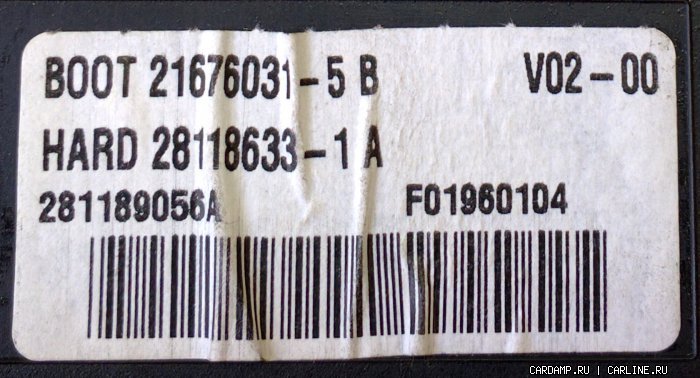 BOOT 21676031-5 B V02-00
HARD 28118633-1 A
281189056A F01960104
CARDAMP.RU | CARLINE.RU